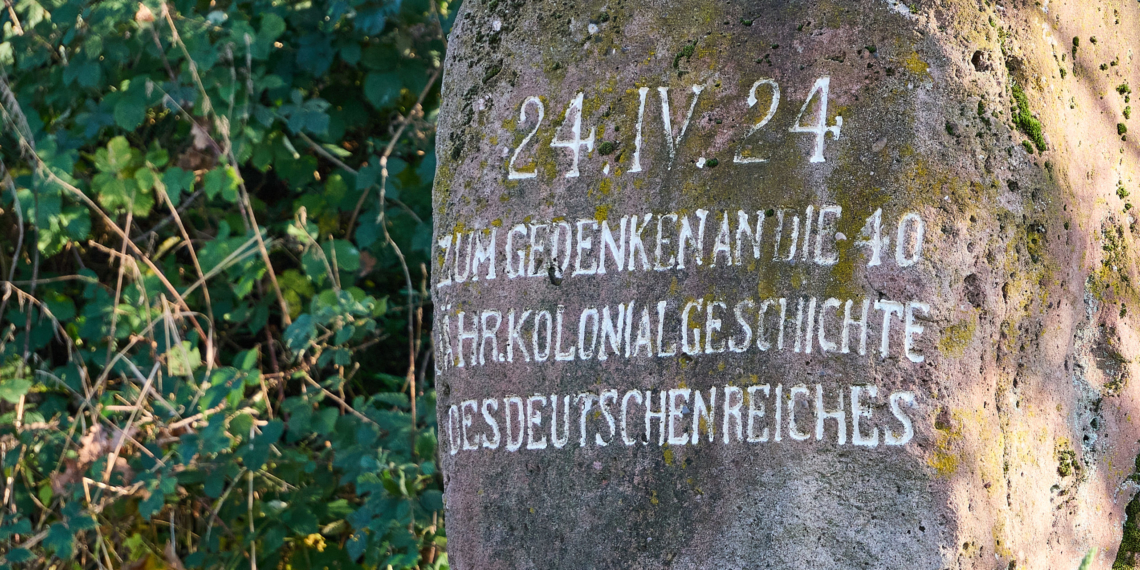 24.IV.24
ZUM GEDENKEN AN DIE 40
JÄHR.KOLONIALGESCHICHTE
DES DEUTSCHEN REICHES